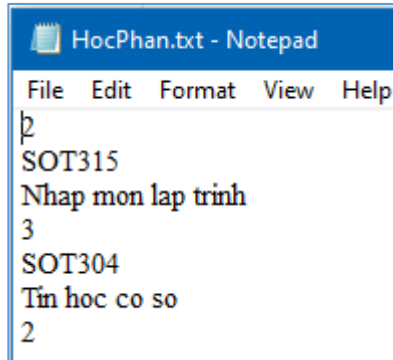 HocPhan.txt - Notepad
File Edit Format View Help
2
SOT315
Nhap mon lap trinh
3
SOT304
Tin hoc co so
2